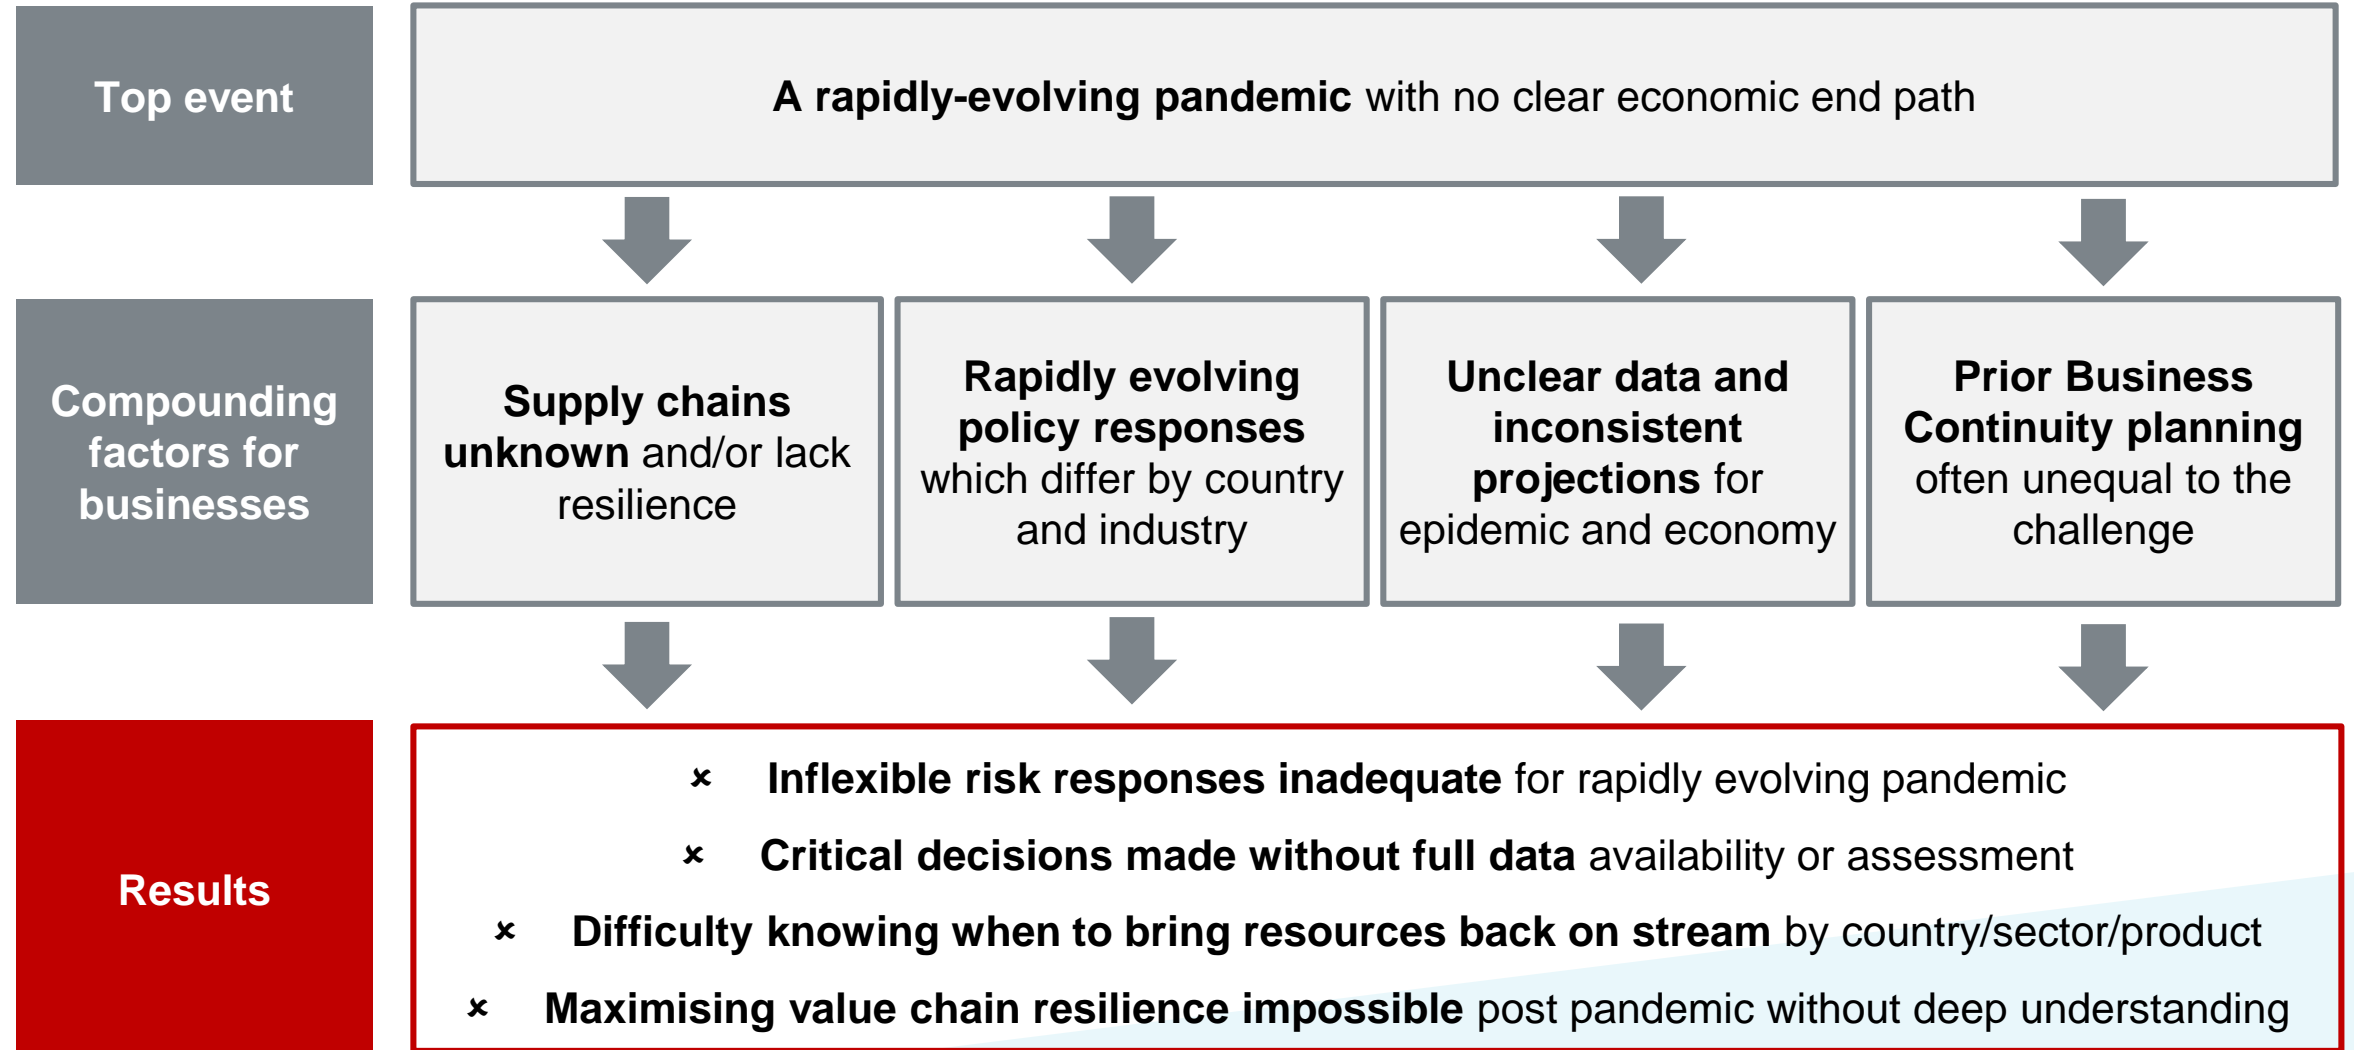 Top event
A rapidly-evolving pandemic with no clear economic end path
Compounding
factors for
businesses
Supply chains
unknown and/or lack
resilience
Rapidly evolving
policy responses
which differ by country
and industry
Unclear data and
inconsistent
projections for
epidemic and economy
Prior Business
Continuity planning
often unequal to the
challenge
Results
× Inflexible risk responses inadequate for rapidly evolving pandemic
× Critical decisions made without full data availability or assessment
× Difficulty knowing when to bring resources back on stream by country/sector/product
× Maximising value chain resilience impossible post pandemic without deep understanding